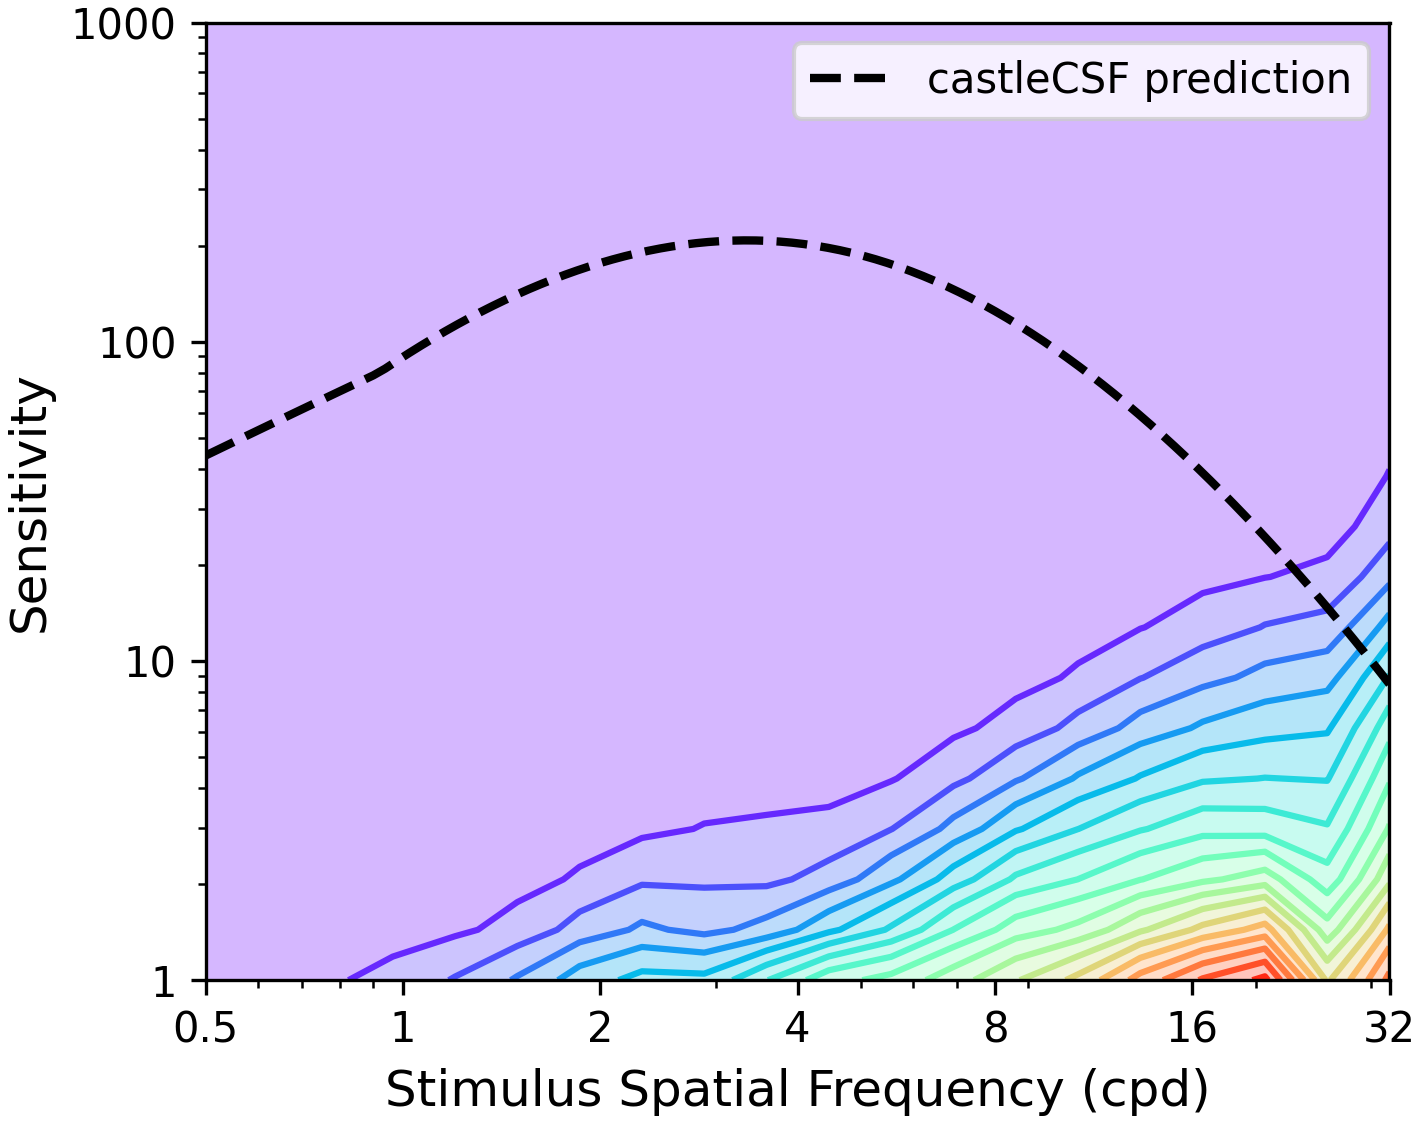 1000
castleCSF prediction
100
Sensitivity
10
1
0.5 1 2 4 8 16 32
Stimulus Spatial Frequency (cpd)